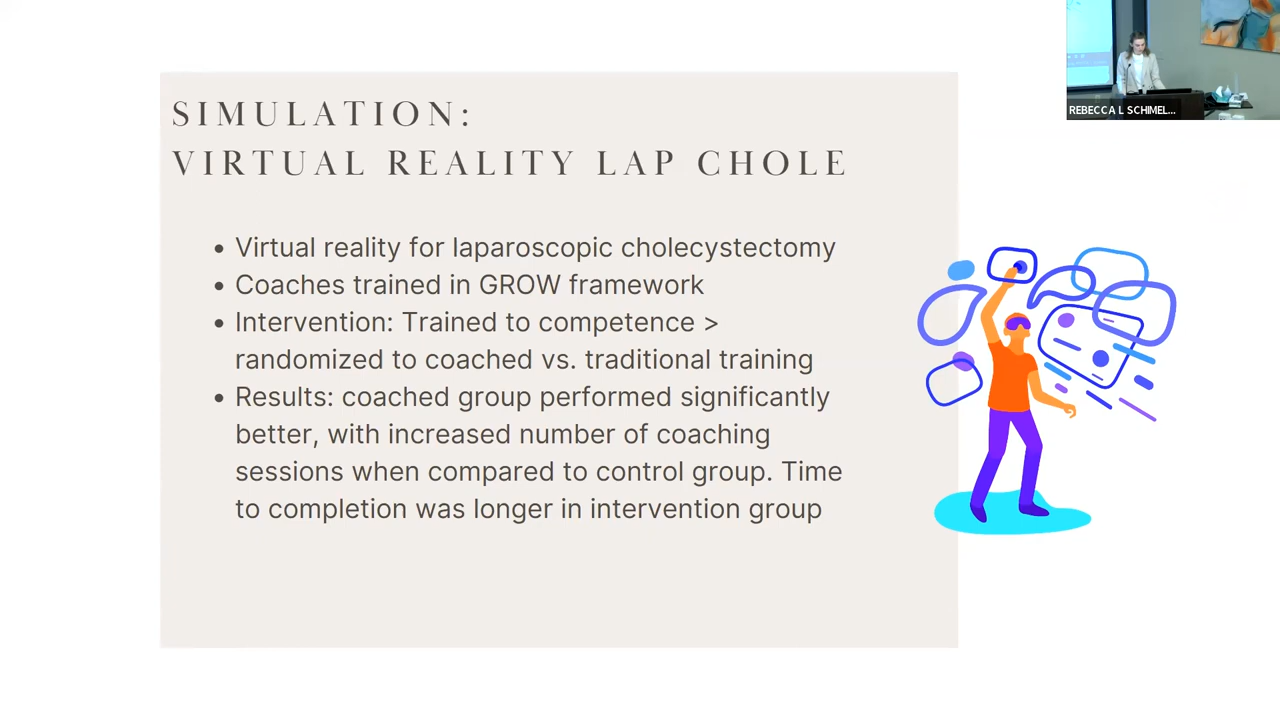 REBECCA L SCHIMEL...
SIMULATION:
VIRTUAL REALITY LAP CHOLE
• Virtual reality for laparoscopic cholecystectomy
• Coaches trained in GROW framework
• Intervention: Trained to competence >
randomized to coached vs. traditional training
• Results: coached group performed significantly
better, with increased number of coaching
sessions when compared to control group. Time
to completion was longer in intervention group